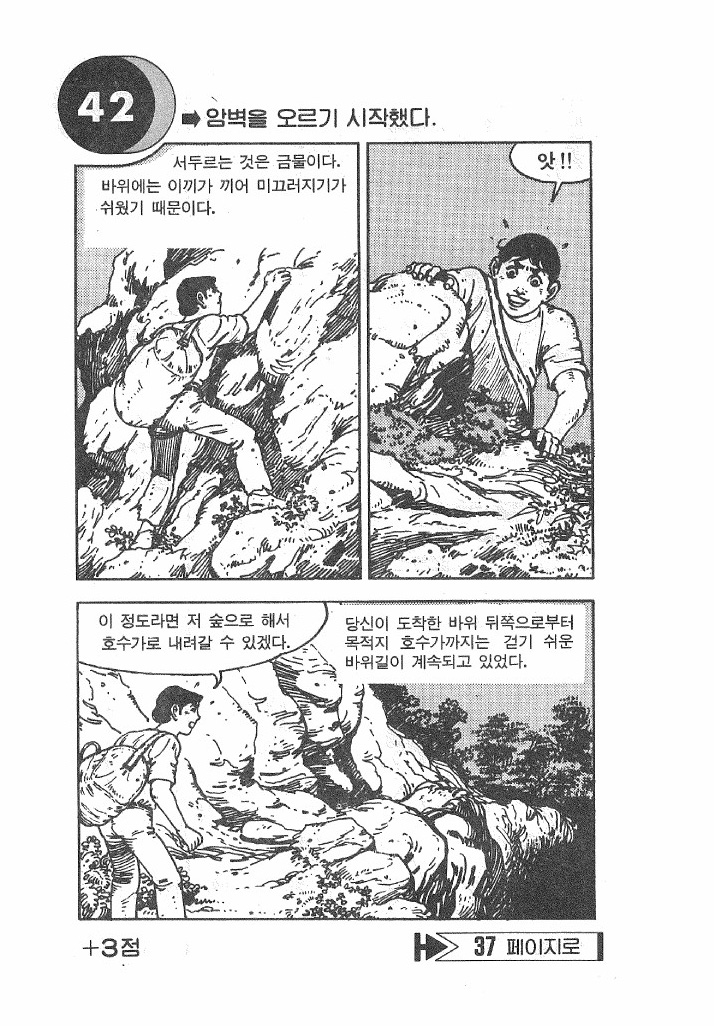 42
➡ 암벽을 오르기 시작했다.
서두르는 것은 금물이다.
바위에는 이끼가 끼어 미끄러지기가
쉬웠기 때문이다.
앗!!
이 정도라면 저 숲으로 해서
호수가로 내려갈 수 있겠다.
당신이 도착한 바위 뒤쪽으로부터
목적지 호수가까지는 걷기 쉬운
바위길이 계속되고 있었다.
+3점
37 페이지로